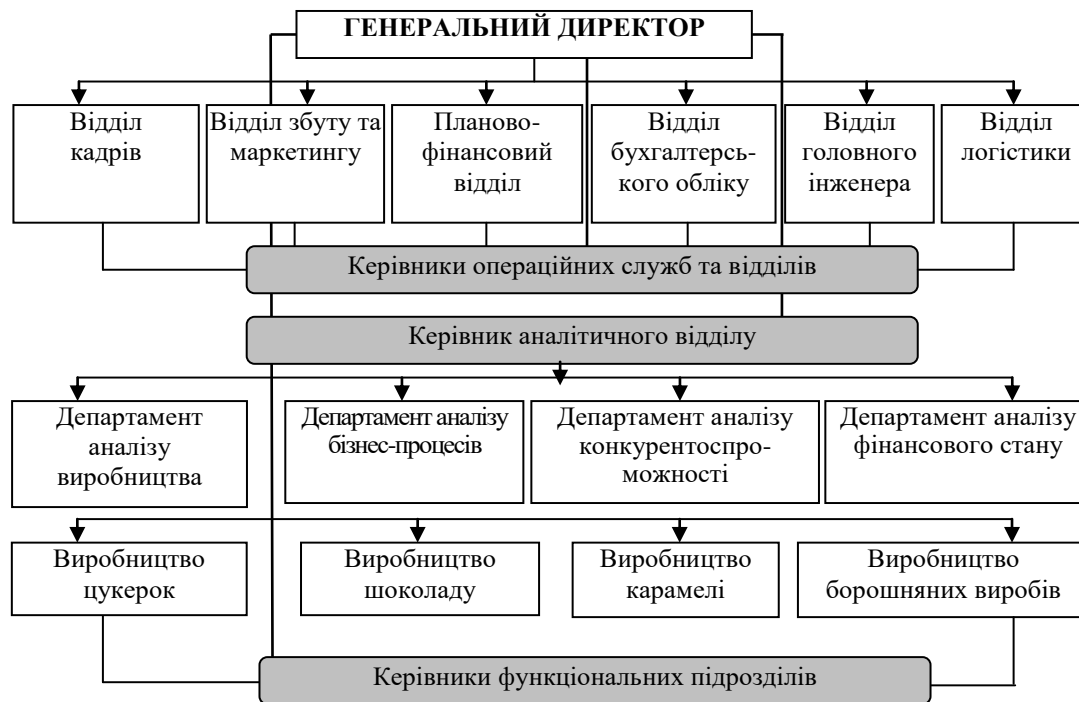 ГЕНЕРАЛЬНИЙ ДИРЕКТОР
Відділ
кадрів
Відділ збуту та
маркетингу
Планово-
фінансовий
відділ
Відділ
бухгалтерсь-
кого обліку
Відділ
головного
інженера
Відділ
логістики
Керівники операційних служб та відділів
Керівник аналітичного відділу
Департамент
аналізу
виробництва
Департамент аналізу
бізнес-процесів
Департамент аналізу
конкурентоспро-
можності
Департамент аналізу
фінансового стану
Виробництво
цукерок
Виробництво
шоколаду
Виробництво
карамелі
Виробництво
борошняних виробів
Керівники функціональних підрозділів